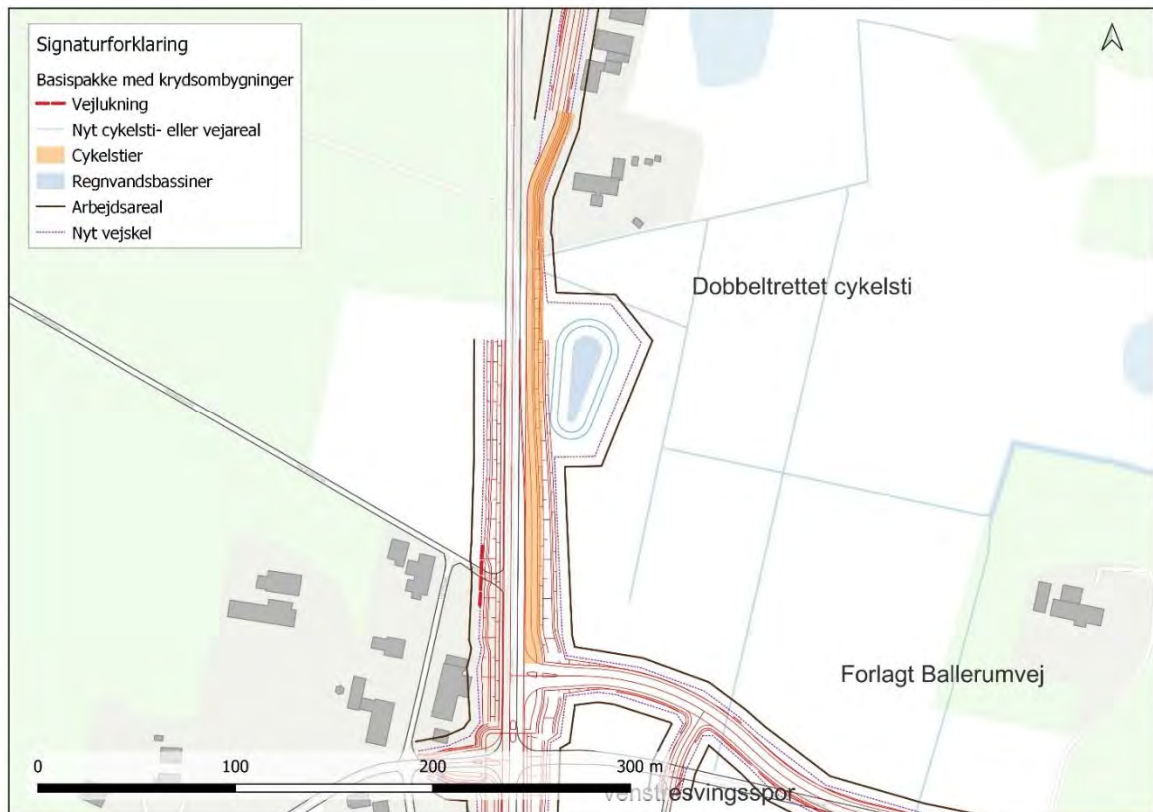 Signaturforklaring
Basispakke med krydsombygninger
Vejlukning
Nyt cykelsti- eller vejareal
Cykelstier
Regnvandsbassiner
Arbejdsareal
Nyt vejskel
Dobbeltrettet cykelsti
Forlagt Ballerumvej
0 100 200 300 m
Venstresvingsspor